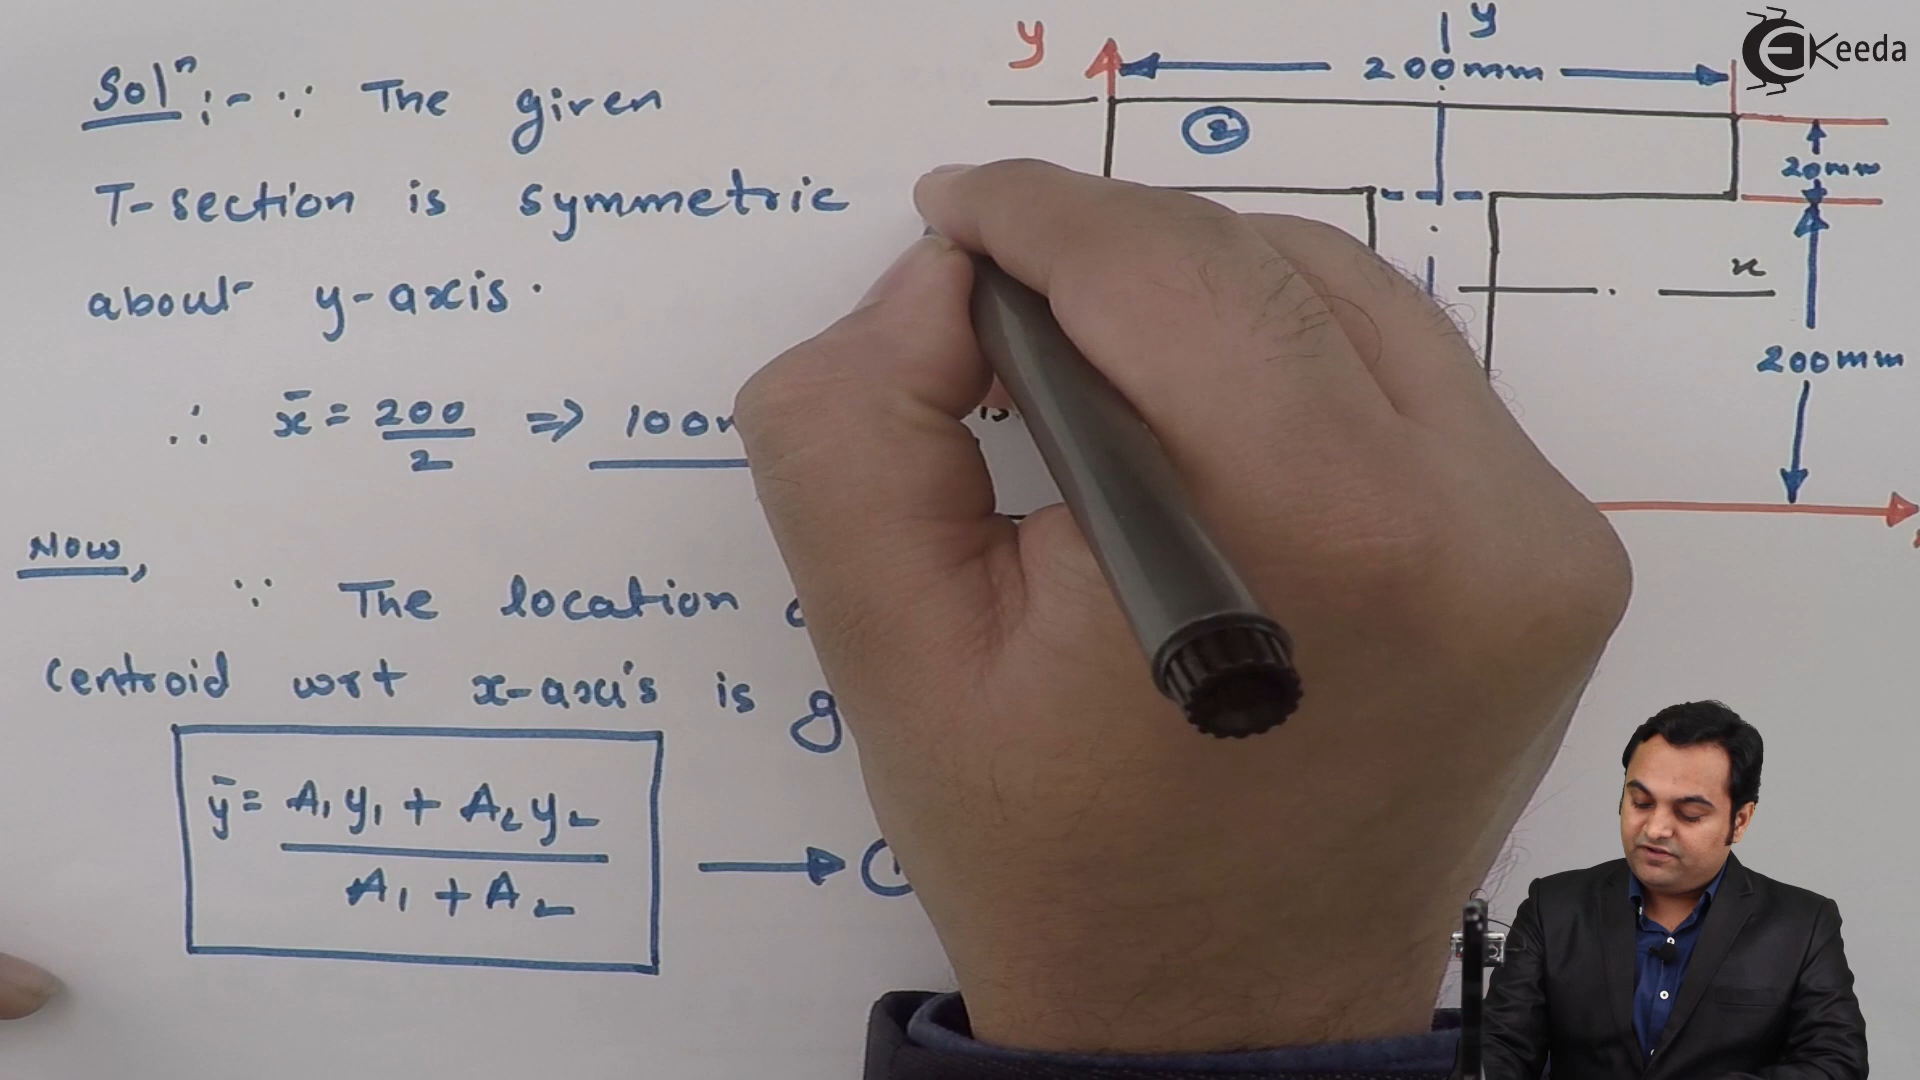 Solⁿ :- ∵ The given
T-section is symmetric
about y-axis.
∴ x̄ = 200/2 ⇒ 100
Now,
∵ The location
centroid wrt x-axis is
ȳ = A₁y₁ + A₂y₂
A₁ + A₂
y
y
200mm
②
20mm
x
200mm
EKeeda